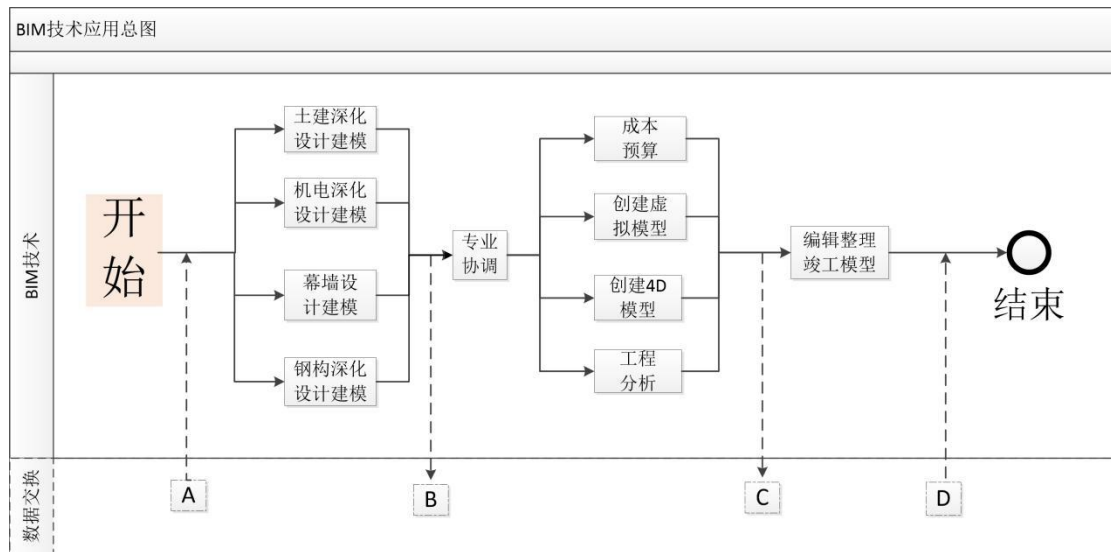 BIM技术应用总图
BIM技术
开
始
土建深化
设计建模
机电深化
设计建模
幕墙设
计建模
钢构深化
设计建模
专业
协调
成本
预算
创建虚
拟模型
创建4D
模型
工程
分析
编辑整理
竣工模型
结束
数据交换
A
B
C
D